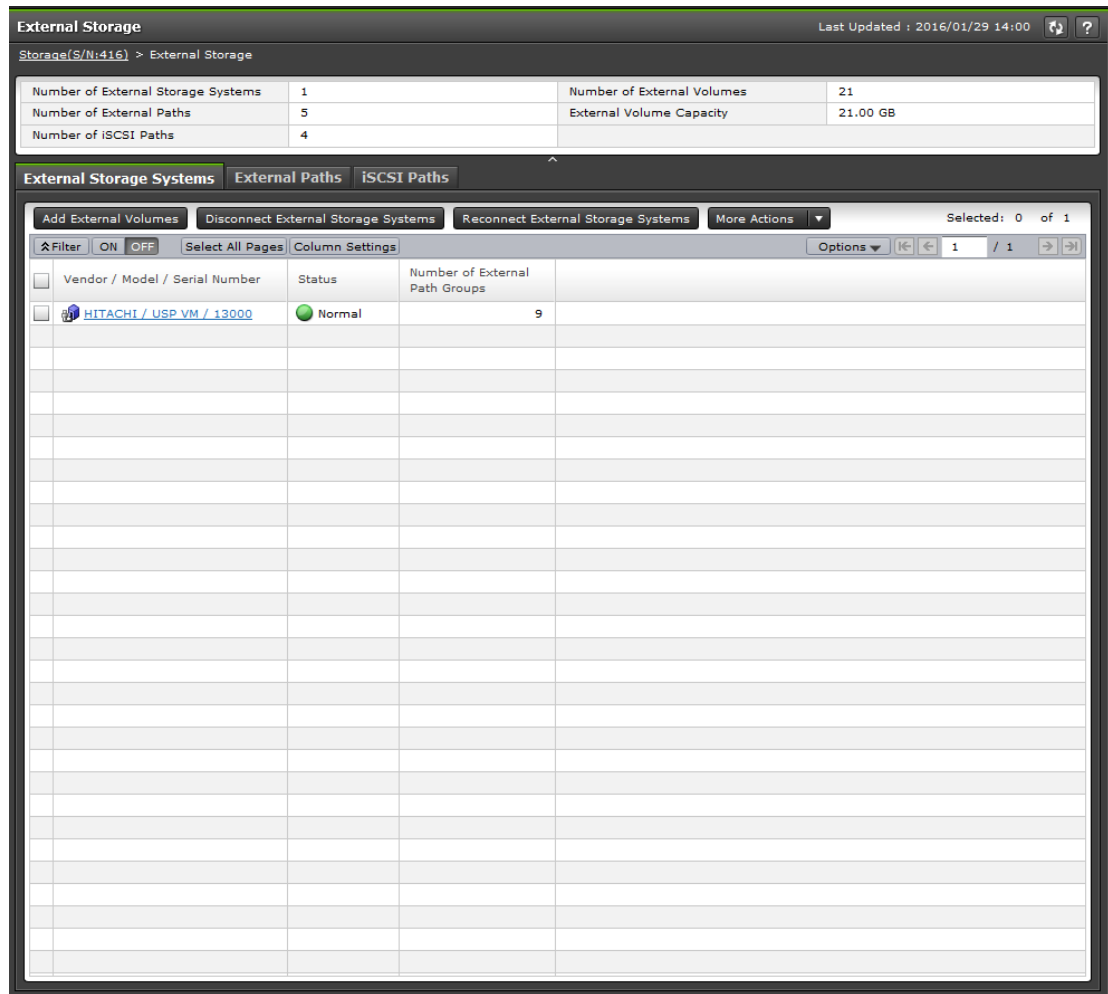 External Storage Last Updated : 2016/01/29 14:00 ?
Storage(S/N:416) > External Storage
Number of External Storage Systems 1 Number of External Volumes 21
Number of External Paths 5 External Volume Capacity 21.00 GB
Number of iSCSI Paths 4
External Storage Systems External Paths iSCSI Paths
Add External Volumes Disconnect External Storage Systems Reconnect External Storage Systems More Actions Selected: 0 of 1
Filter ON OFF Select All Pages Column Settings Options 1 / 1
Vendor / Model / Serial Number Status Number of External Path Groups
HITACHI / USP VM / 13000 Normal 9